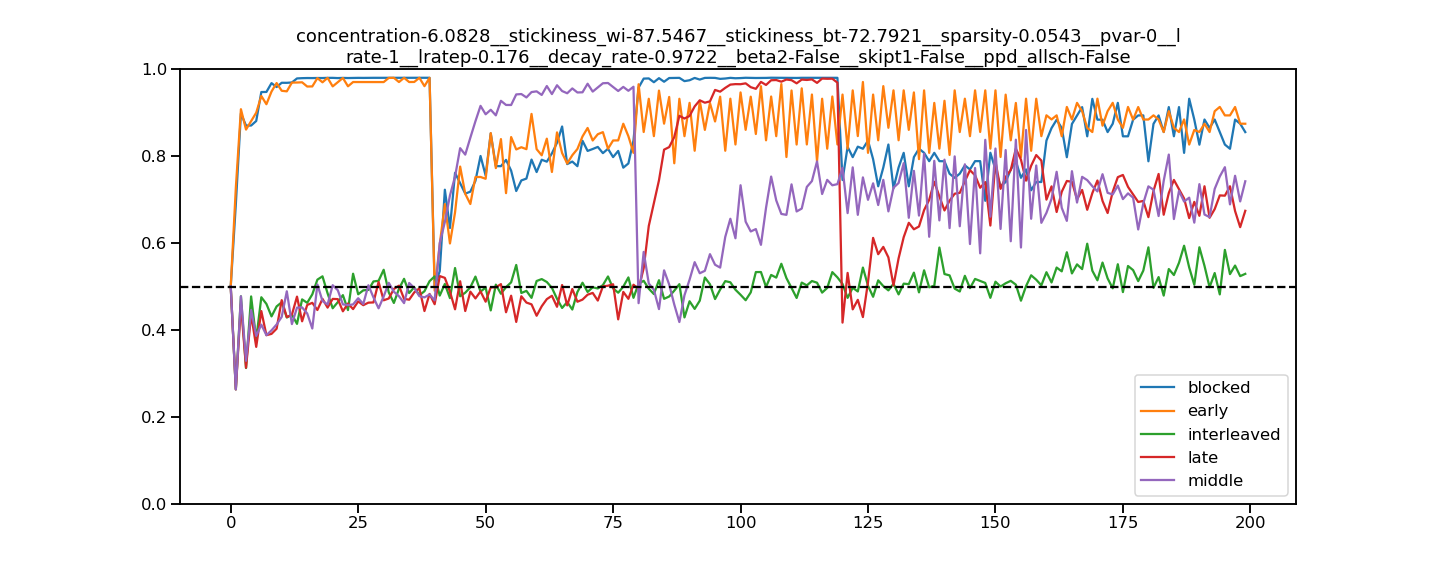 concentration-6.0828__stickiness_wi-87.5467__stickiness_bt-72.7921__sparsity-0.0543__pvar-0__l
rate-1__lratep-0.176__decay_rate-0.9722__beta2-False__skipt1-False__ppd_allsch-False
1.0
0.8
0.6
0.4
0.2
0.0
0 25 50 75 100 125 150 175 200
blocked
early
interleaved
late
middle